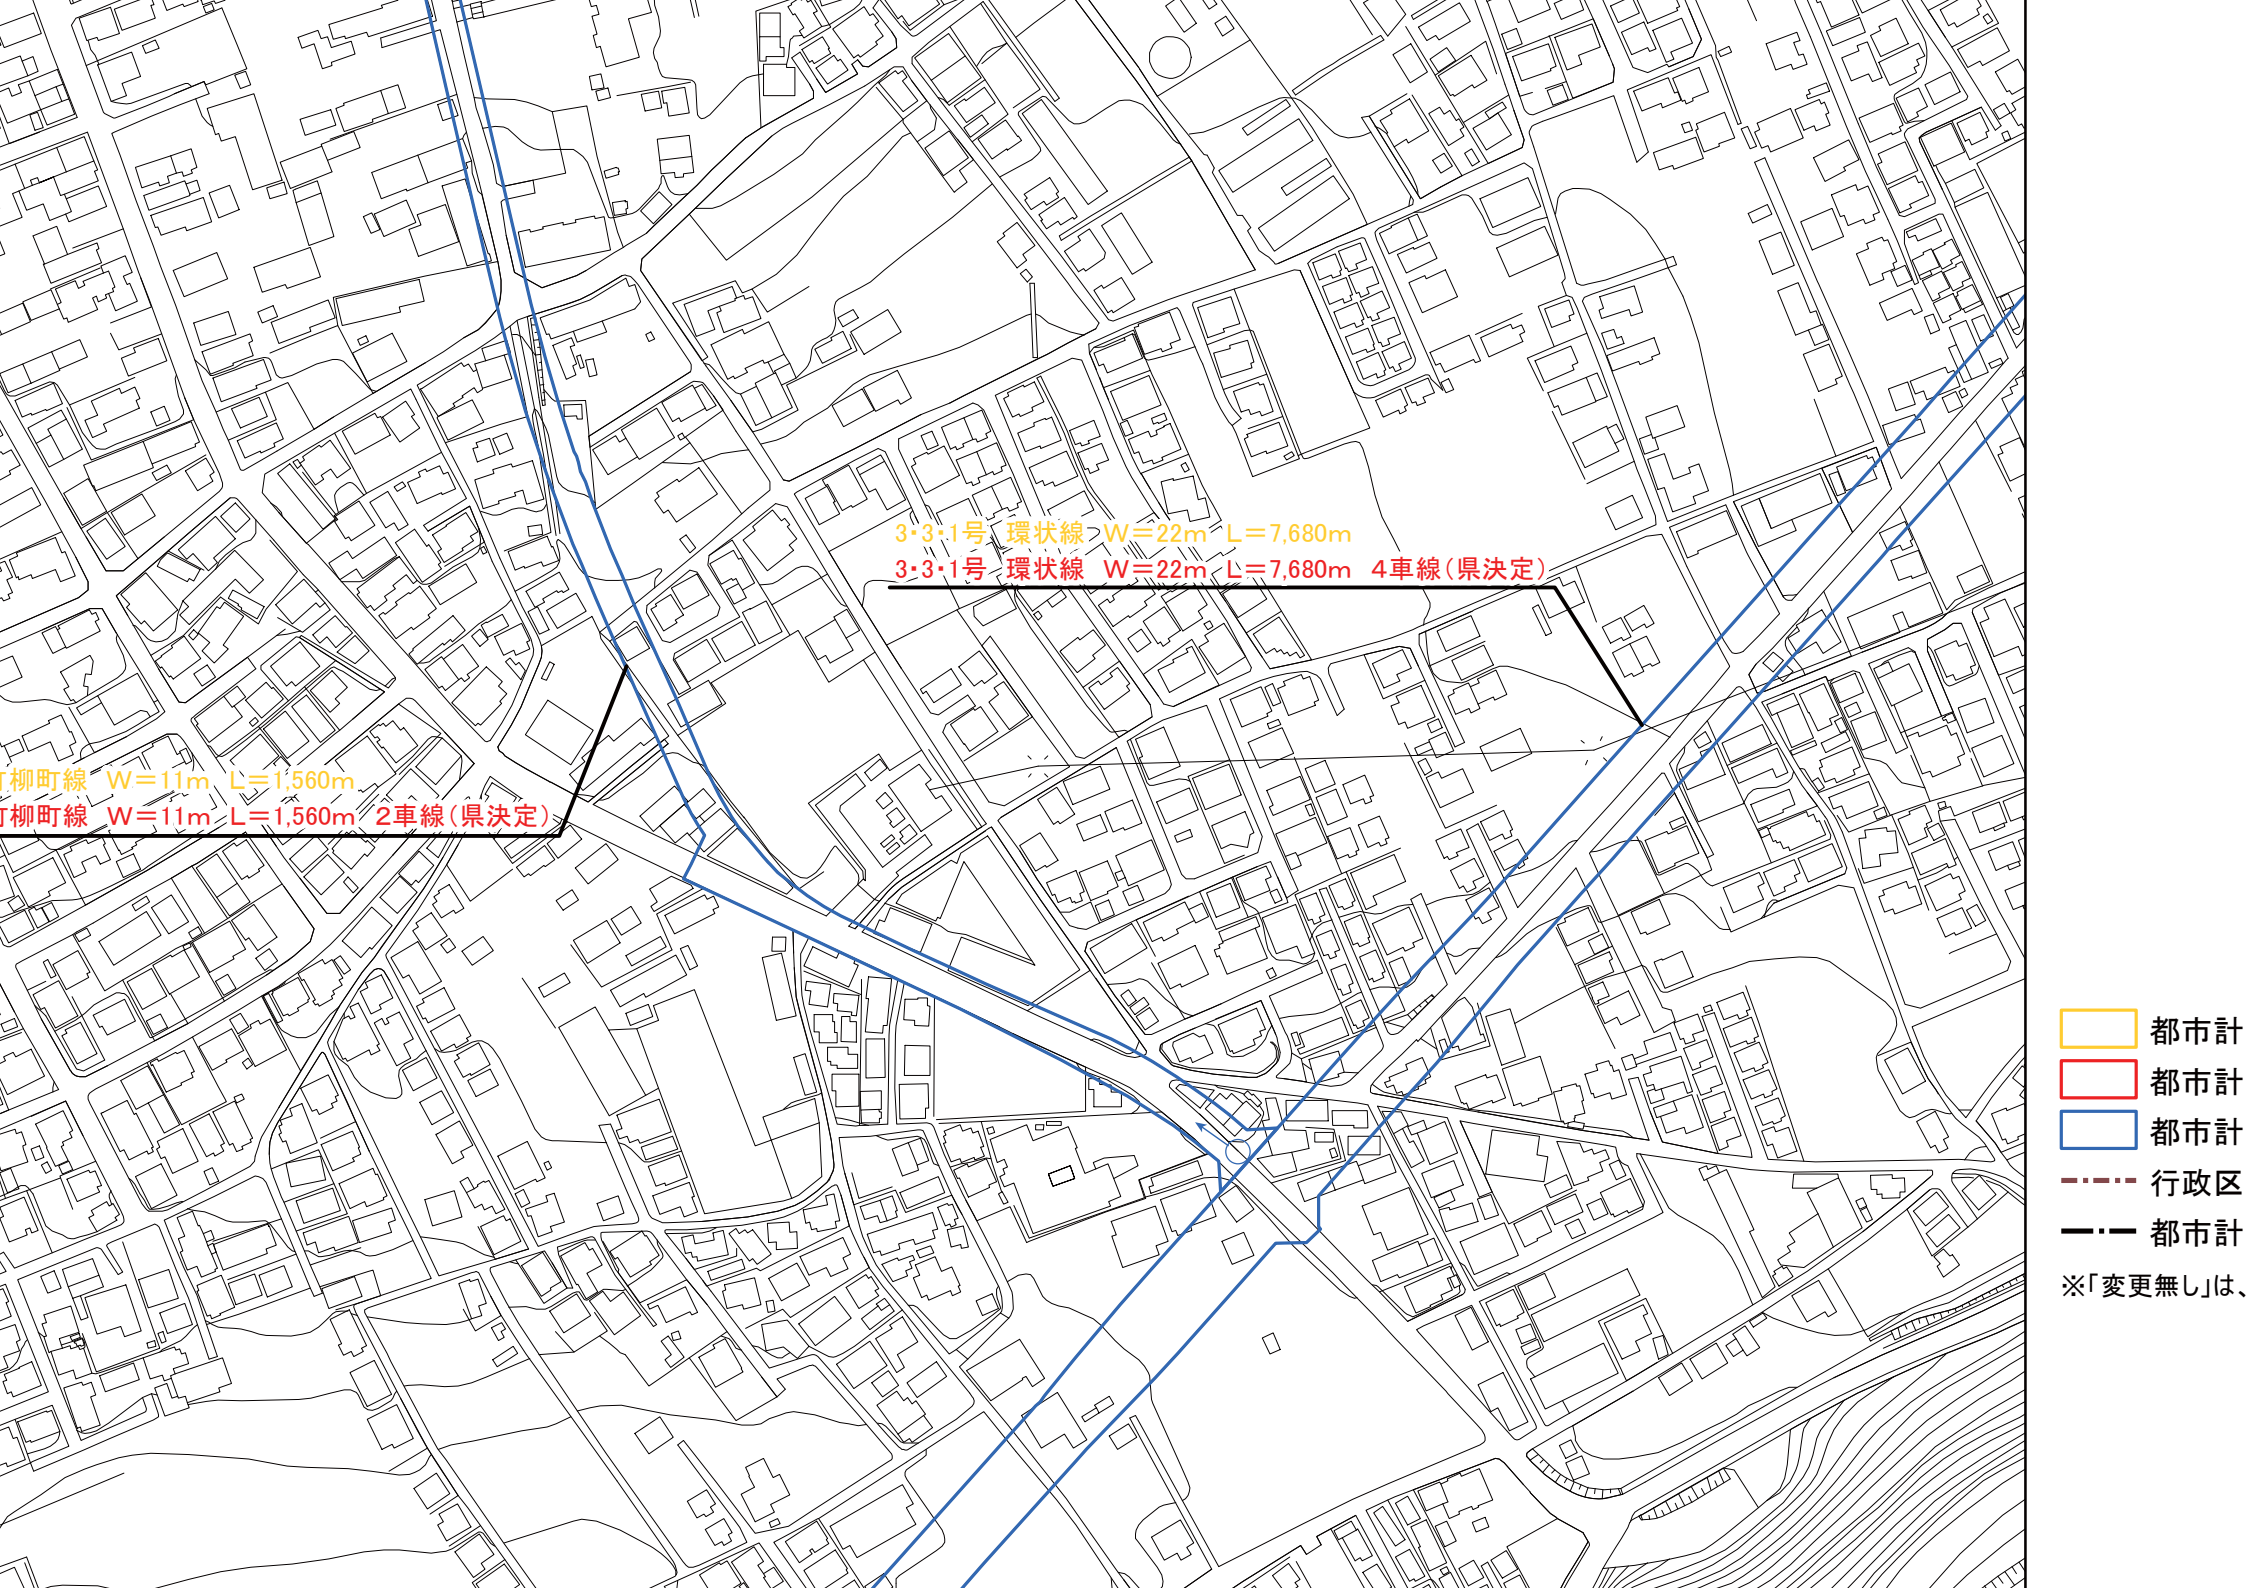 3・3・1号 環状線 W=22m L=7,680m
3・3・1号 環状線 W=22m L=7,680m 4車線(県決定)
町柳町線 W=11m L=1,560m
町柳町線 W=11m L=1,560m 2車線(県決定)
都市計
都市計
都市計
行政区
都市計
※「変更無し」は、